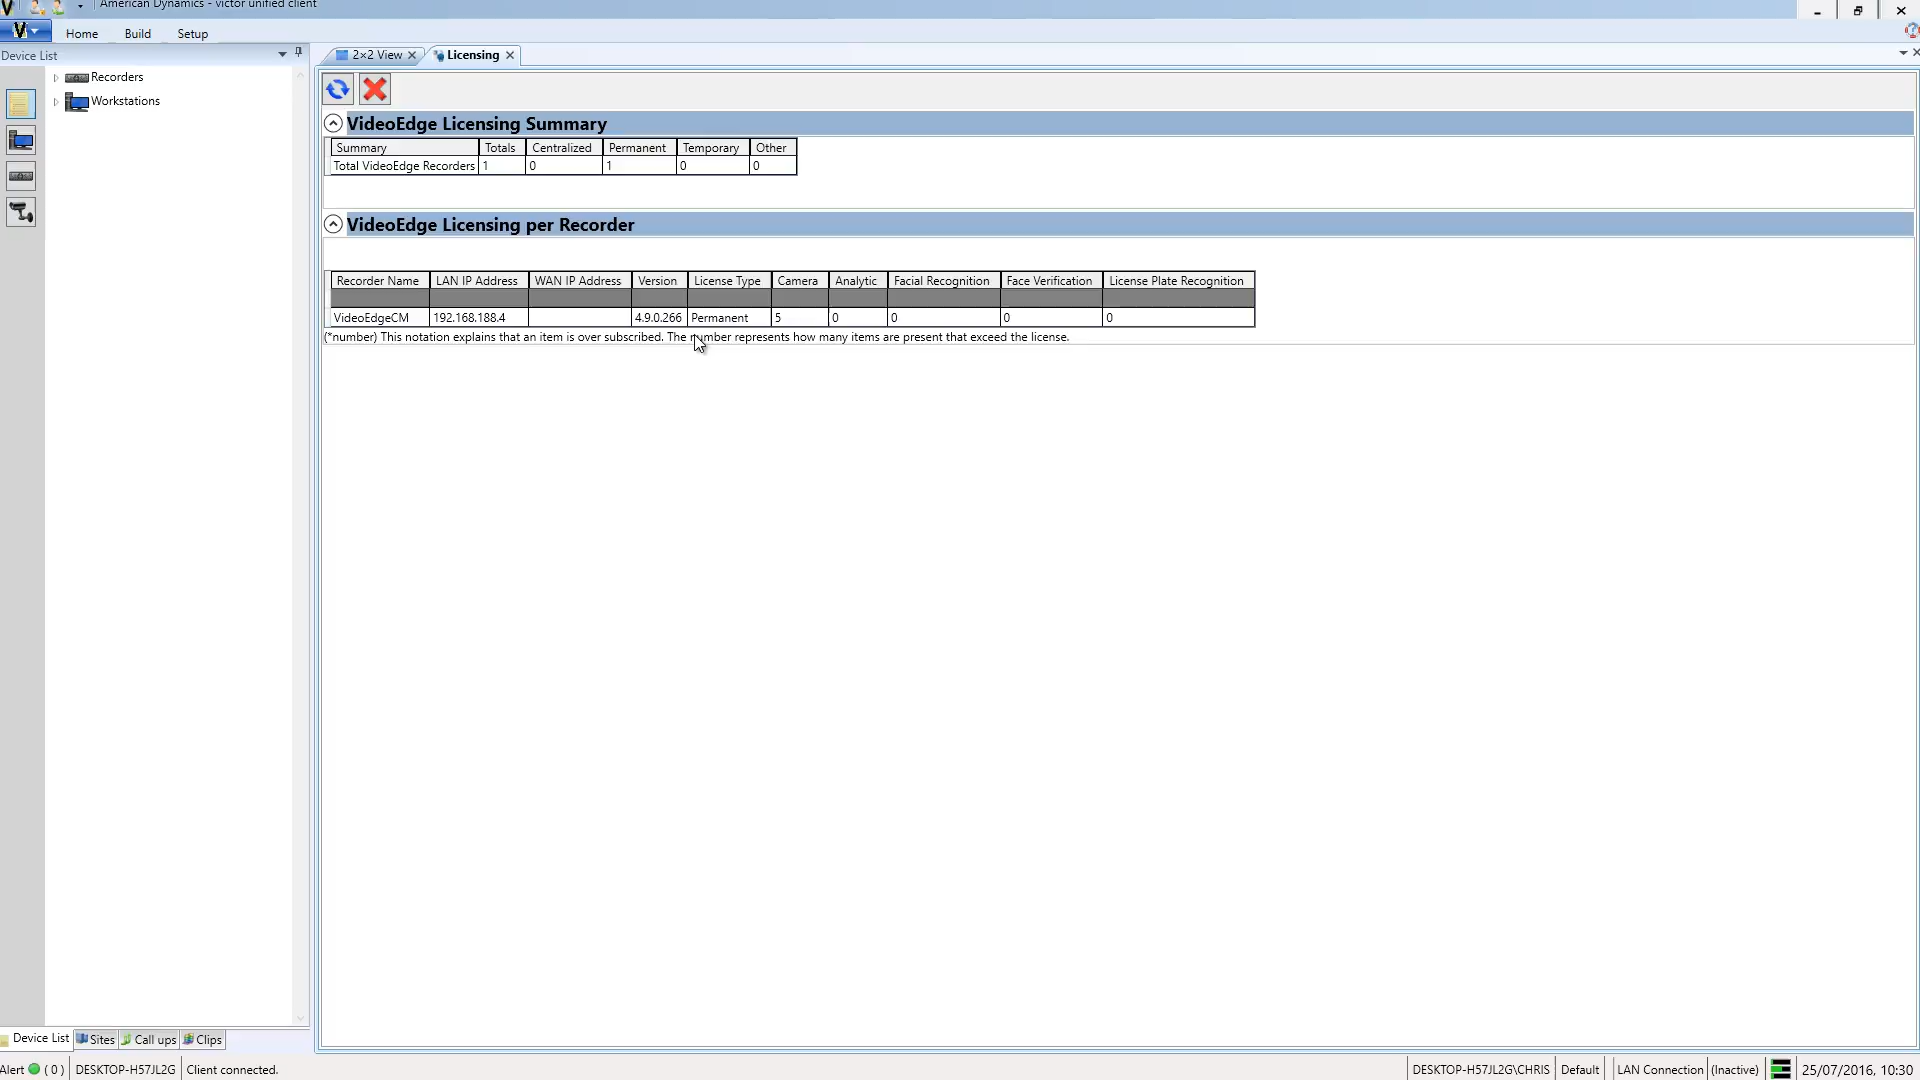 American Dynamics - victor unified client
Home Build Setup
Device List
2×2 View Licensing
Recorders
Workstations
VideoEdge Licensing Summary
Summary Totals Centralized Permanent Temporary Other
Total VideoEdge Recorders 1 0 1 0 0
VideoEdge Licensing per Recorder
Recorder Name LAN IP Address WAN IP Address Version License Type Camera Analytic Facial Recognition Face Verification License Plate Recognition
VideoEdgeCM 192.168.188.4 4.9.0.266 Permanent 5 0 0 0 0
(*number) This notation explains that an item is over subscribed. The number represents how many items are present that exceed the license.
Device List Sites Call ups Clips
Alert ( 0 ) DESKTOP-H57JL2G Client connected. DESKTOP-H57JL2G\CHRIS Default LAN Connection (Inactive) 25/07/2016, 10:30